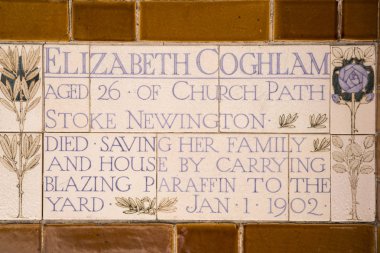 ELIZABETH COGHLAM
AGED 26 · OF CHURCH PATH
STOKE NEWINGTON ·
DIED SAVING HER FAMILY
AND HOUSE BY CARRYING
BLAZING PARAFFIN TO THE
YARD · JAN · 1 · 1902 ·